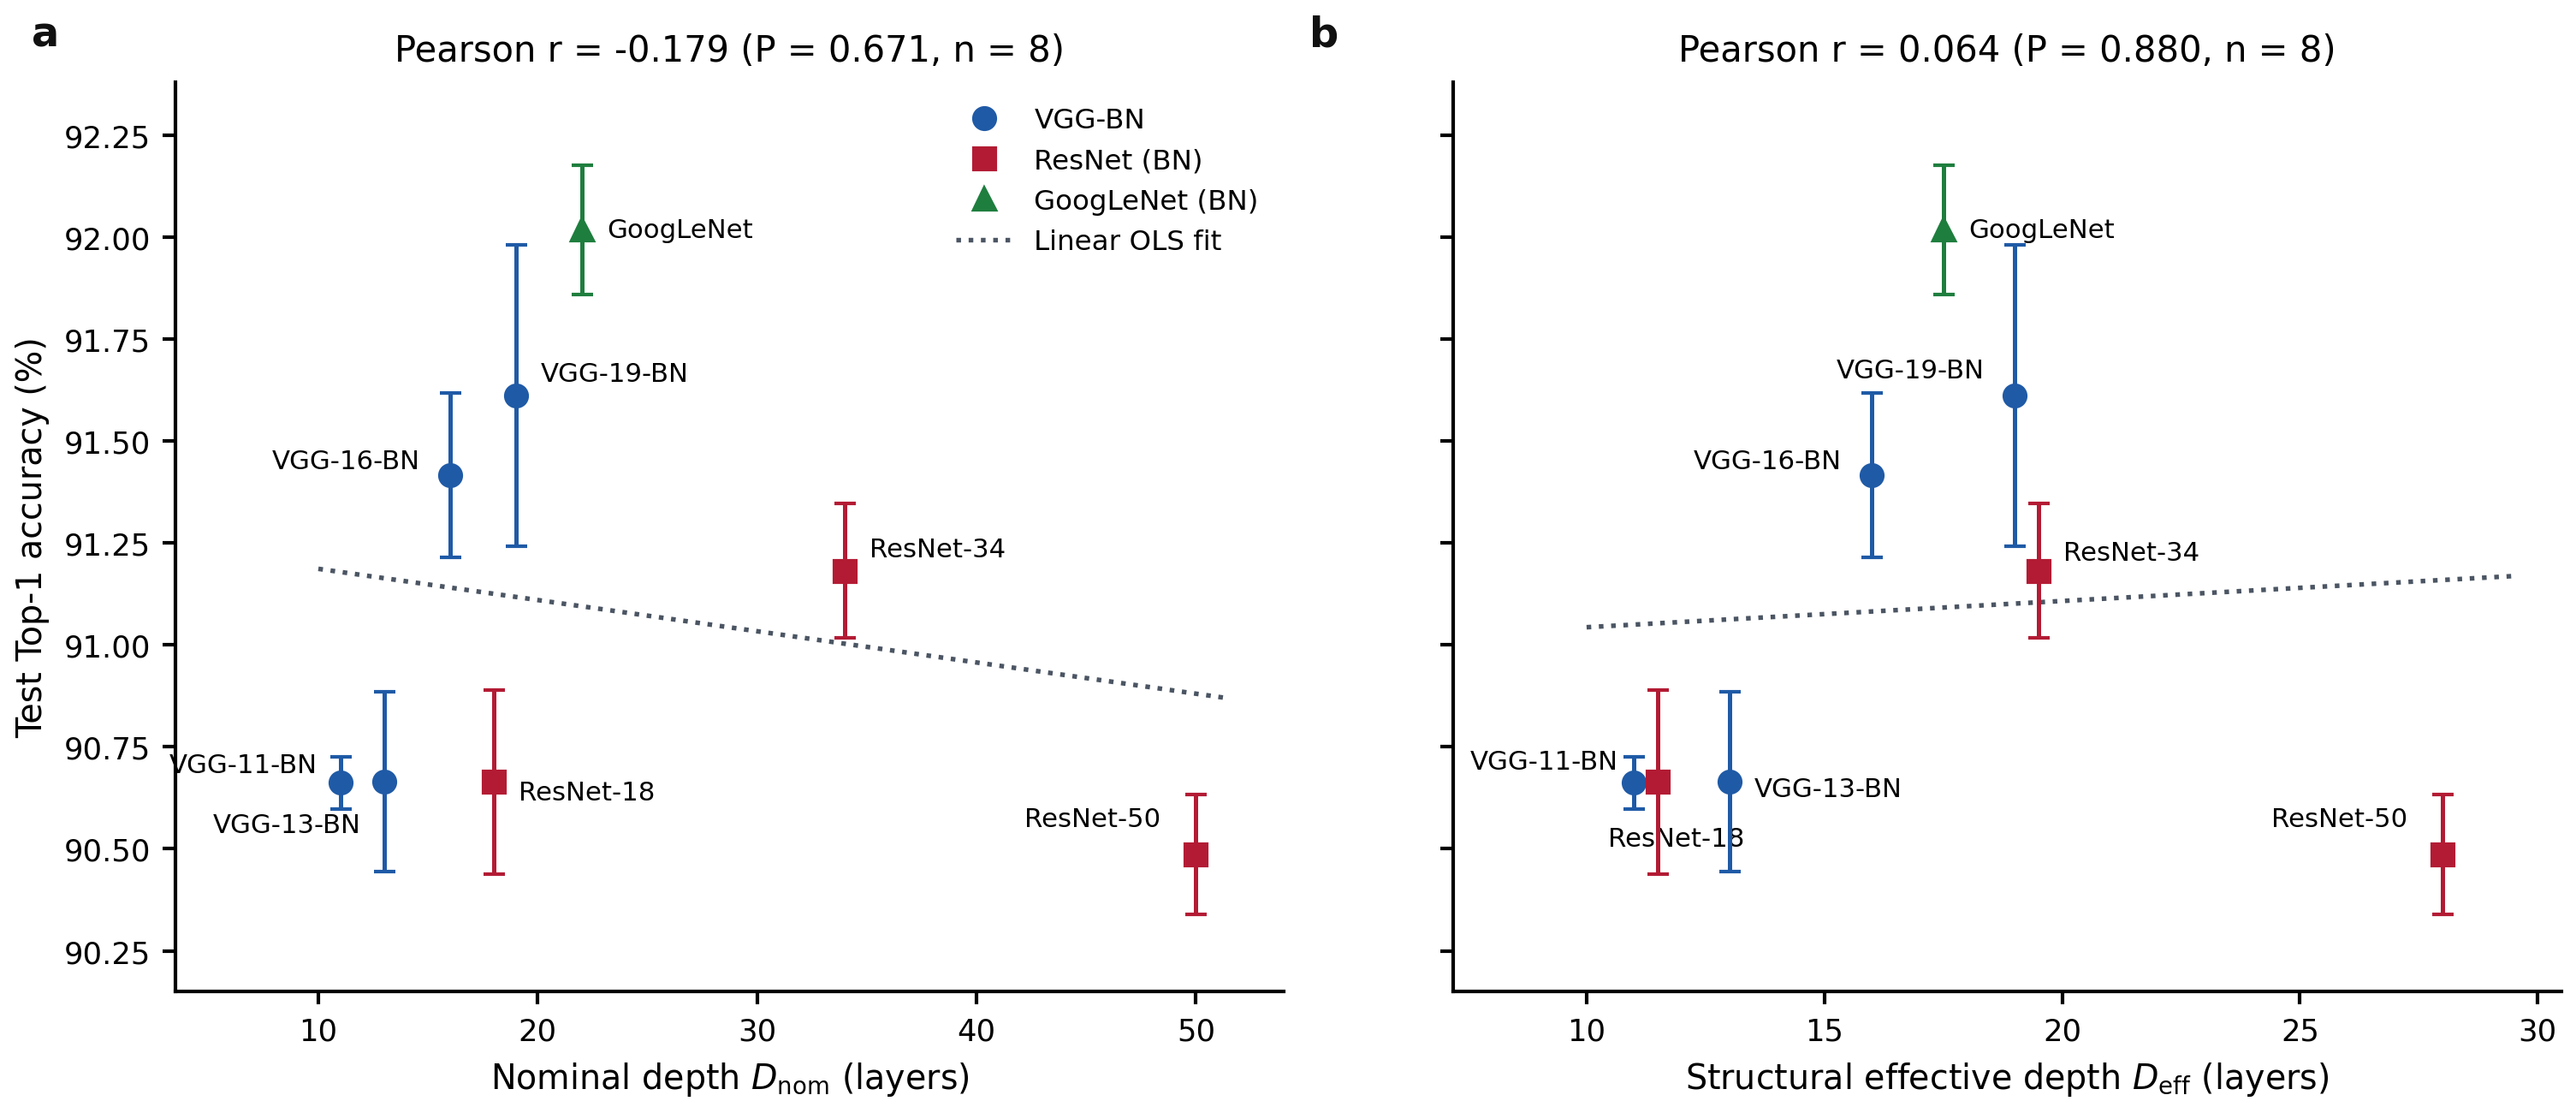 a
Pearson r = -0.179 (P = 0.671, n = 8)
VGG-BN
ResNet (BN)
GoogLeNet (BN)
Linear OLS fit
GoogLeNet
VGG-19-BN
VGG-16-BN
ResNet-34
VGG-11-BN
VGG-13-BN
ResNet-18
ResNet-50
Test Top-1 accuracy (%)
92.25
92.00
91.75
91.50
91.25
91.00
90.75
90.50
90.25
10 20 30 40 50
Nominal depth D_nom (layers)
b
Pearson r = 0.064 (P = 0.880, n = 8)
GoogLeNet
VGG-19-BN
VGG-16-BN
ResNet-34
VGG-11-BN
VGG-13-BN
ResNet-18
ResNet-50
10 15 20 25 30
Structural effective depth D_eff (layers)